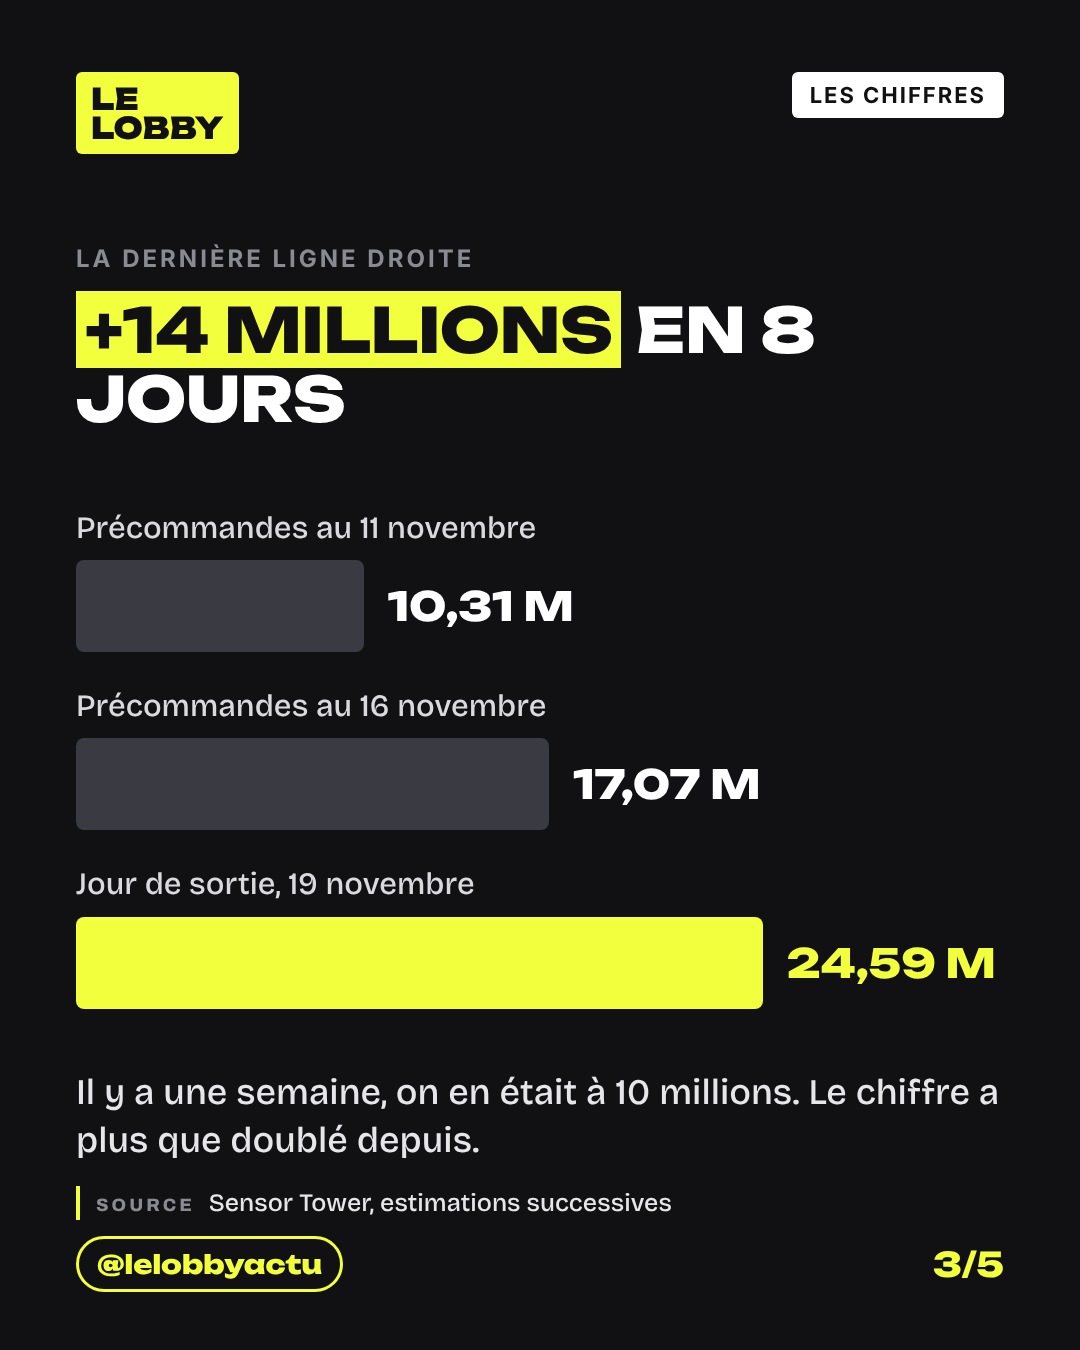 LE
LOBBY
LES CHIFFRES
LA DERNIÈRE LIGNE DROITE
+14 MILLIONS EN 8
JOURS
Précommandes au 11 novembre
10,31 M
Précommandes au 16 novembre
17,07 M
Jour de sortie, 19 novembre
24,59 M
Il y a une semaine, on en était à 10 millions. Le chiffre a
plus que doublé depuis.
SOURCE Sensor Tower, estimations successives
@lelobbyactu
3/5